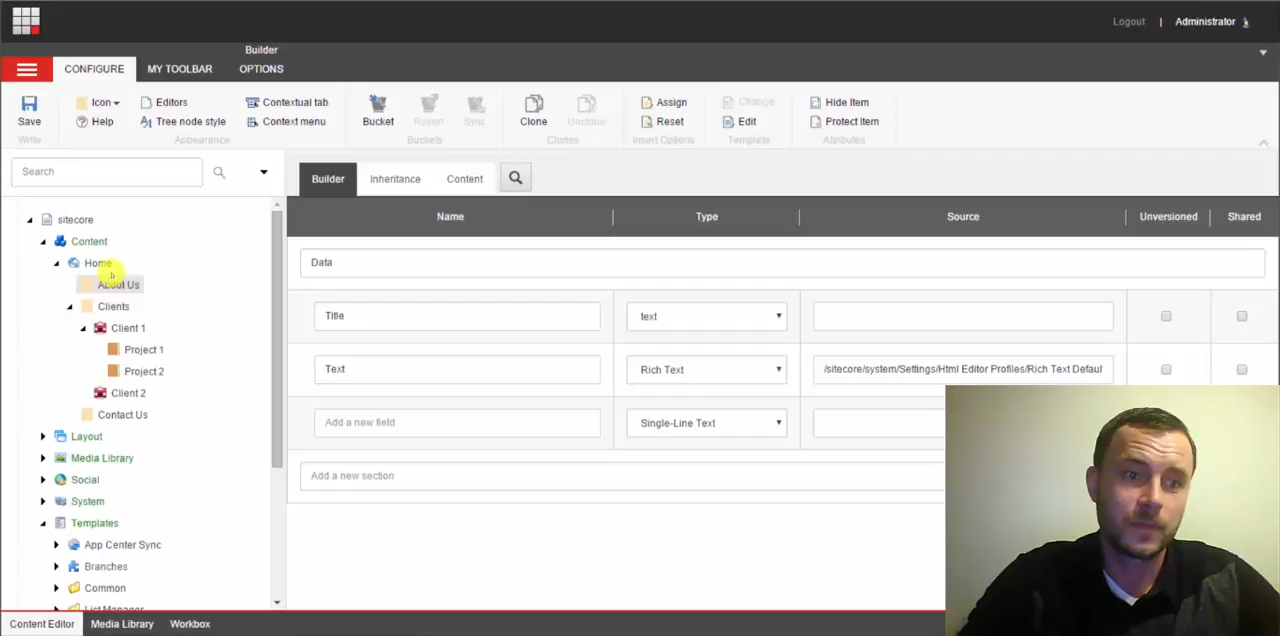 Logout | Administrator
Builder
CONFIGURE MY TOOLBAR OPTIONS
Icon Editors Contextual tab Assign Change Hide Item
Save Help Tree node style Context menu Bucket Revert Sync Clone Unclone Reset Edit Protect Item
Write Appearance Buckets Clones Insert Options Template Attributes
Search
Builder Inheritance Content
Name Type Source Unversioned Shared
sitecore
Content
Home
About Us
Clients
Client 1
Project 1
Project 2
Client 2
Contact Us
Layout
Media Library
Social
System
Templates
App Center Sync
Branches
Common
List Manager
Data
Title text
Text Rich Text /sitecore/system/Settings/Html Editor Profiles/Rich Text Defaul
Add a new field Single-Line Text
Add a new section
Content Editor Media Library Workbox